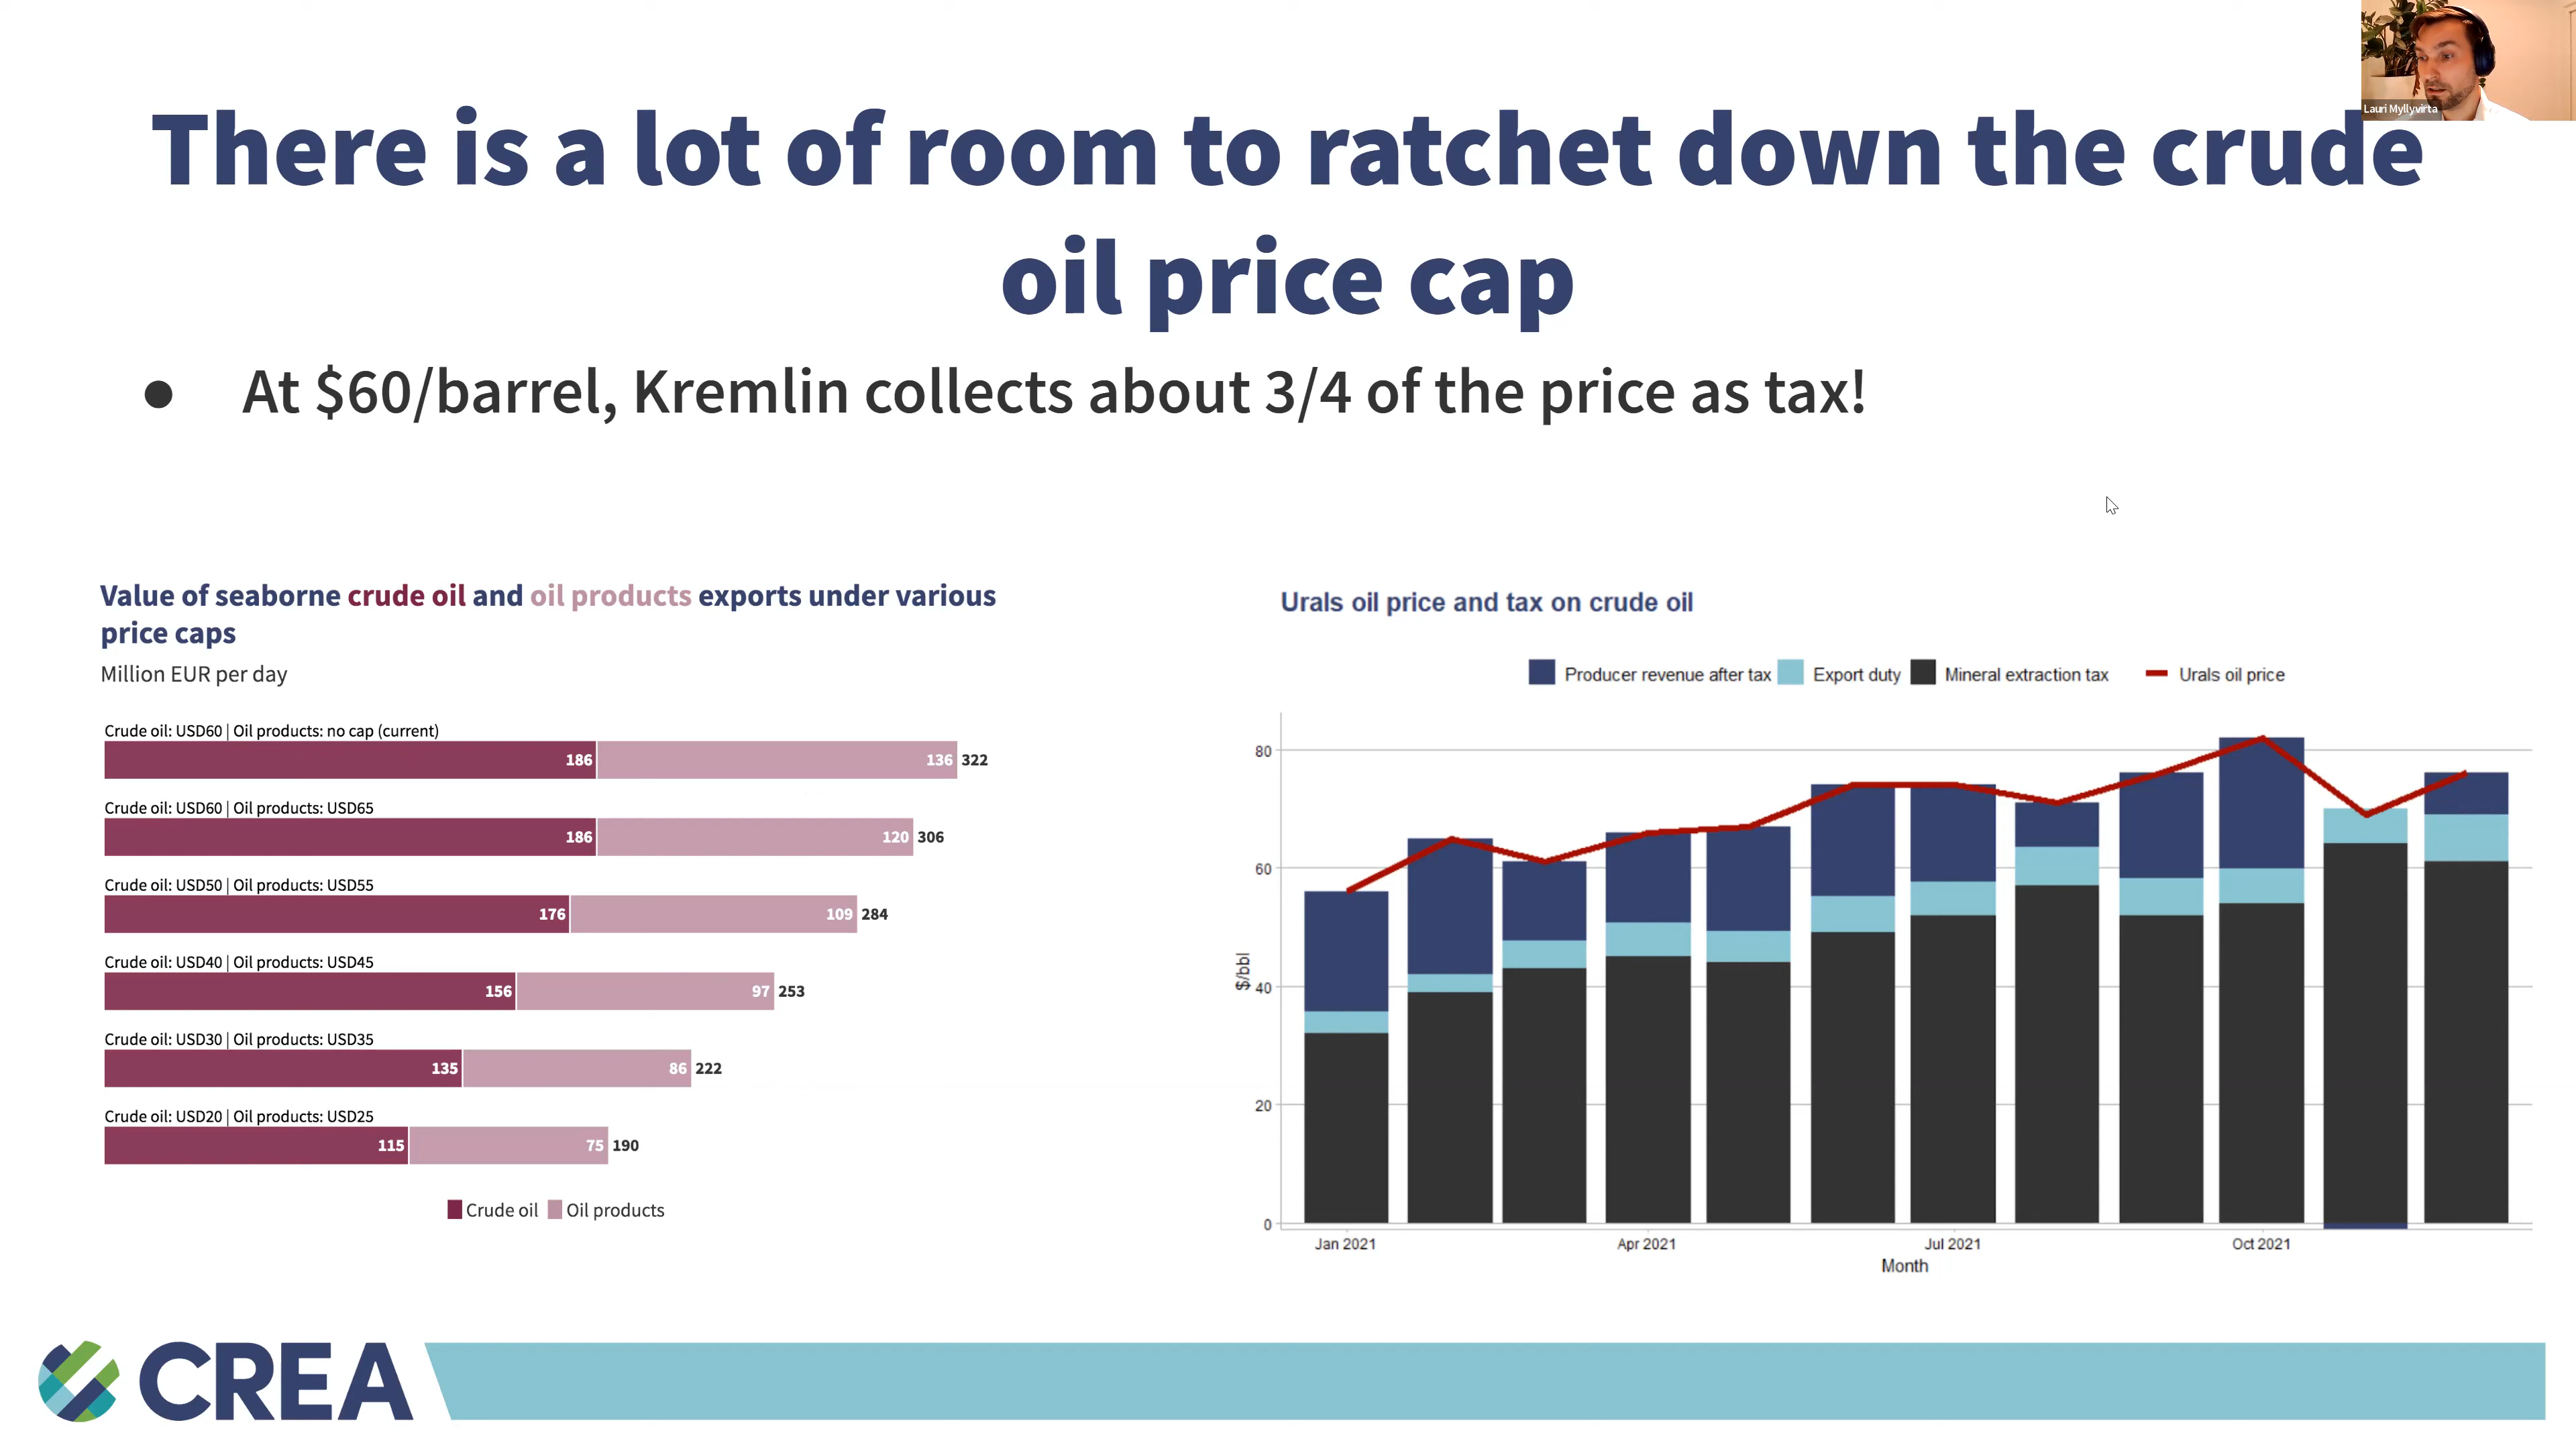 Lauri Myllyvirta
There is a lot of room to ratchet down the crude
oil price cap
● At $60/barrel, Kremlin collects about 3/4 of the price as tax!
Value of seaborne crude oil and oil products exports under various
price caps
Million EUR per day
Crude oil: USD60 | Oil products: no cap (current)
186 136 322
Crude oil: USD60 | Oil products: USD65
186 120 306
Crude oil: USD50 | Oil products: USD55
176 109 284
Crude oil: USD40 | Oil products: USD45
156 97 253
Crude oil: USD30 | Oil products: USD35
135 86 222
Crude oil: USD20 | Oil products: USD25
115 75 190
Crude oil Oil products
Urals oil price and tax on crude oil
Producer revenue after tax Export duty Mineral extraction tax Urals oil price
80
60
$/bbl
40
20
0
Jan 2021 Apr 2021 Jul 2021 Oct 2021
Month
CREA